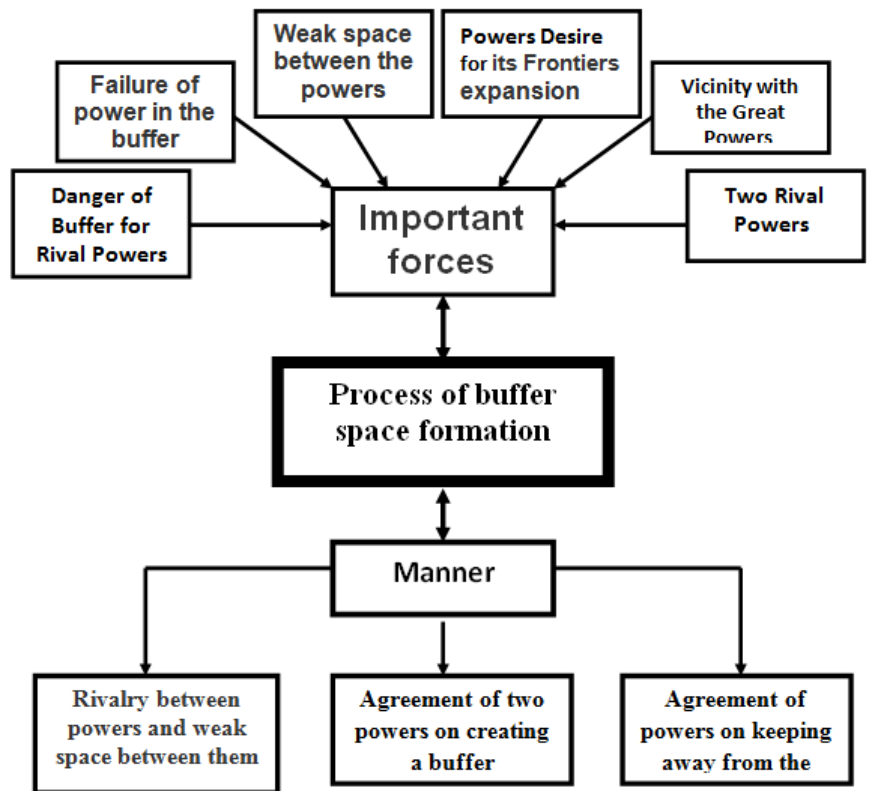 Weak space
between the
powers
Powers Desire
for its Frontiers
expansion
Failure of
power in the
buffer
Vicinity with
the Great
Powers
Danger of
Buffer for
Rival Powers
Important
forces
Two Rival
Powers
Process of buffer
space formation
Manner
Rivalry between
powers and weak
space between them
Agreement of two
powers on creating
a buffer
Agreement of
powers on keeping
away from the